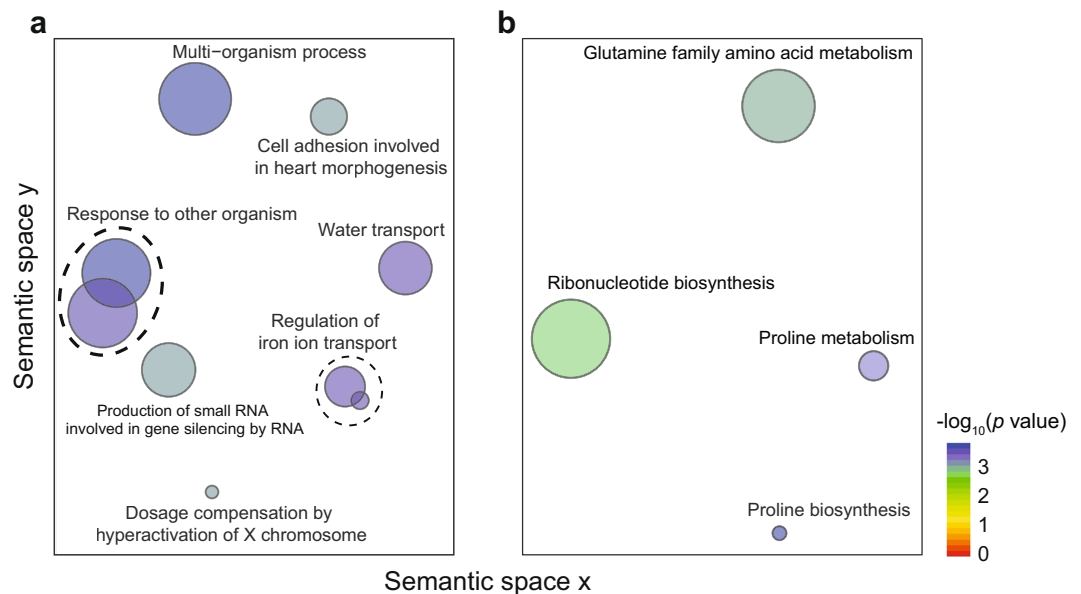 a
Multi−organism process
Cell adhesion involved
in heart morphogenesis
Response to other organism
Water transport
Regulation of
iron ion transport
Production of small RNA
involved in gene silencing by RNA
Dosage compensation by
hyperactivation of X chromosome
Semantic space y
Semantic space x
b
Glutamine family amino acid metabolism
Ribonucleotide biosynthesis
Proline metabolism
Proline biosynthesis
-log10(p value)
3
2
1
0